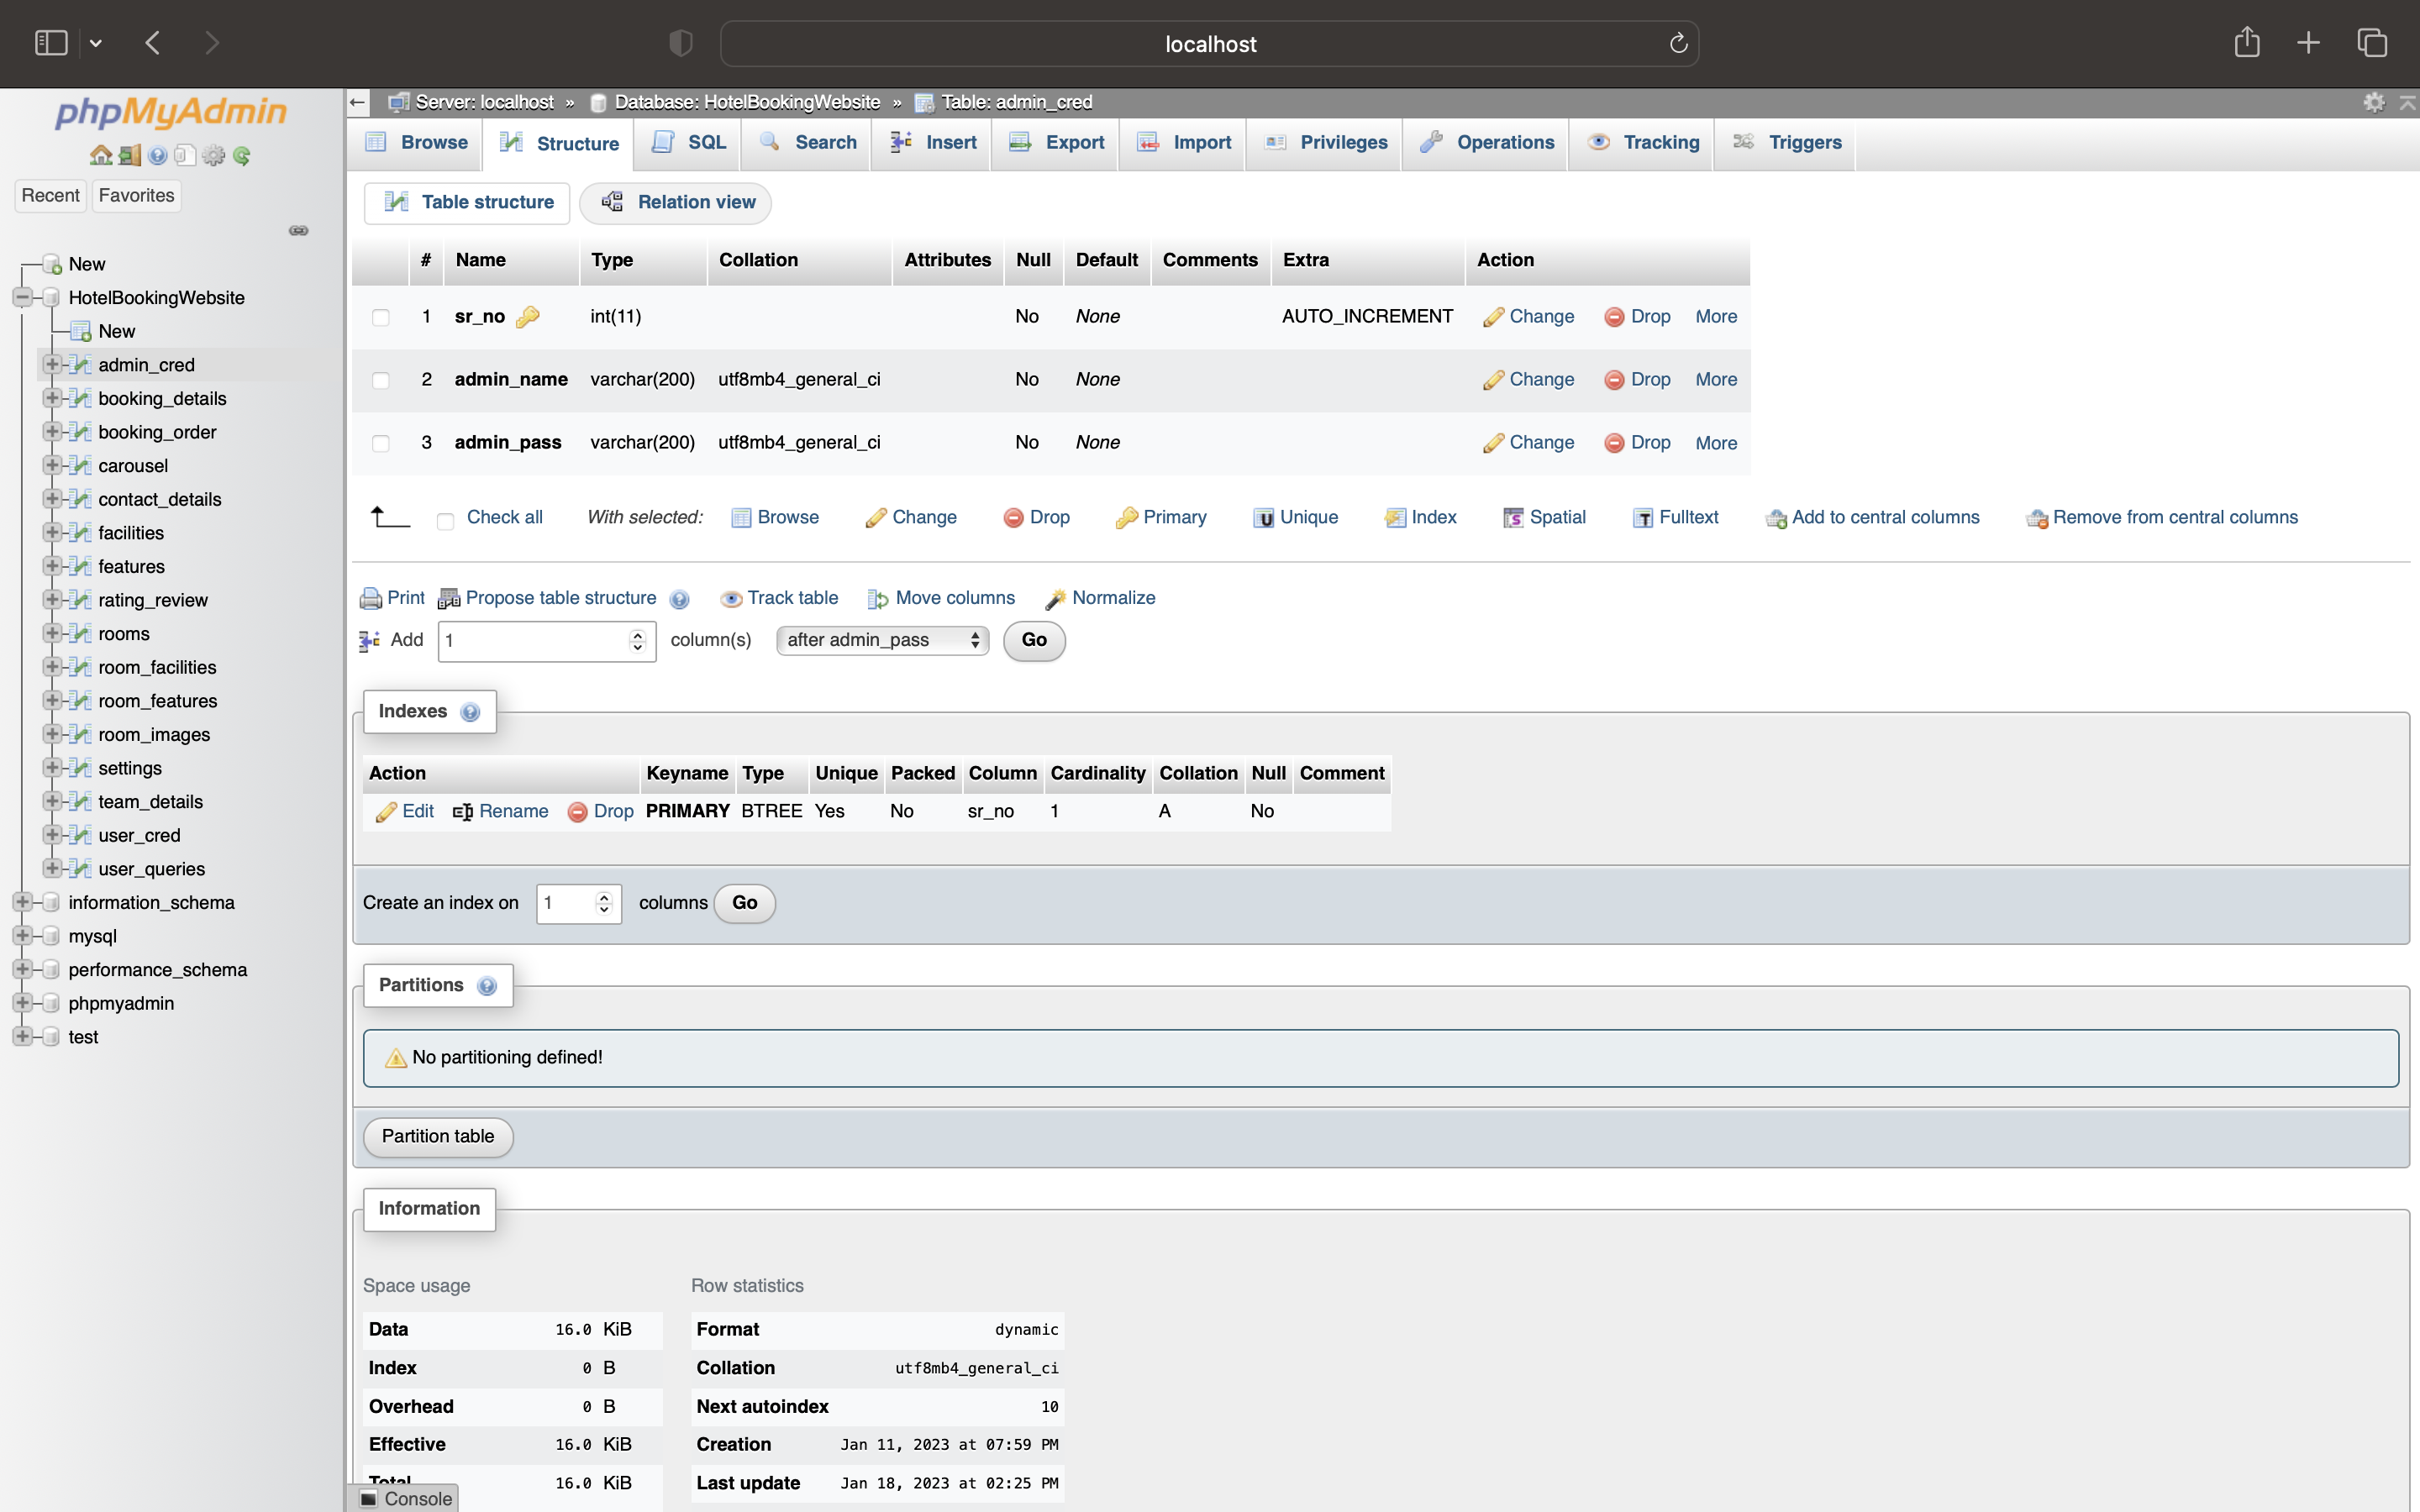 localhost
phpMyAdmin
Recent Favorites
New
HotelBookingWebsite
New
admin_cred
booking_details
booking_order
carousel
contact_details
facilities
features
rating_review
rooms
room_facilities
room_features
room_images
settings
team_details
user_cred
user_queries
information_schema
mysql
performance_schema
phpmyadmin
test
Server: localhost » Database: HotelBookingWebsite » Table: admin_cred
Browse Structure SQL Search Insert Export Import Privileges Operations Tracking Triggers
Table structure Relation view
# Name Type Collation Attributes Null Default Comments Extra Action
1 sr_no int(11) No None AUTO_INCREMENT Change Drop More
2 admin_name varchar(200) utf8mb4_general_ci No None Change Drop More
3 admin_pass varchar(200) utf8mb4_general_ci No None Change Drop More
Check all With selected: Browse Change Drop Primary Unique Index Spatial Fulltext Add to central columns Remove from central columns
Print Propose table structure Track table Move columns Normalize
Add 1 column(s) after admin_pass Go
Indexes
Action Keyname Type Unique Packed Column Cardinality Collation Null Comment
Edit Rename Drop PRIMARY BTREE Yes No sr_no 1 A No
Create an index on 1 columns Go
Partitions
No partitioning defined!
Partition table
Information
Space usage
Data 16.0 KiB
Index 0 B
Overhead 0 B
Effective 16.0 KiB
Total 16.0 KiB
Row statistics
Format dynamic
Collation utf8mb4_general_ci
Next autoindex 10
Creation Jan 11, 2023 at 07:59 PM
Last update Jan 18, 2023 at 02:25 PM
Console